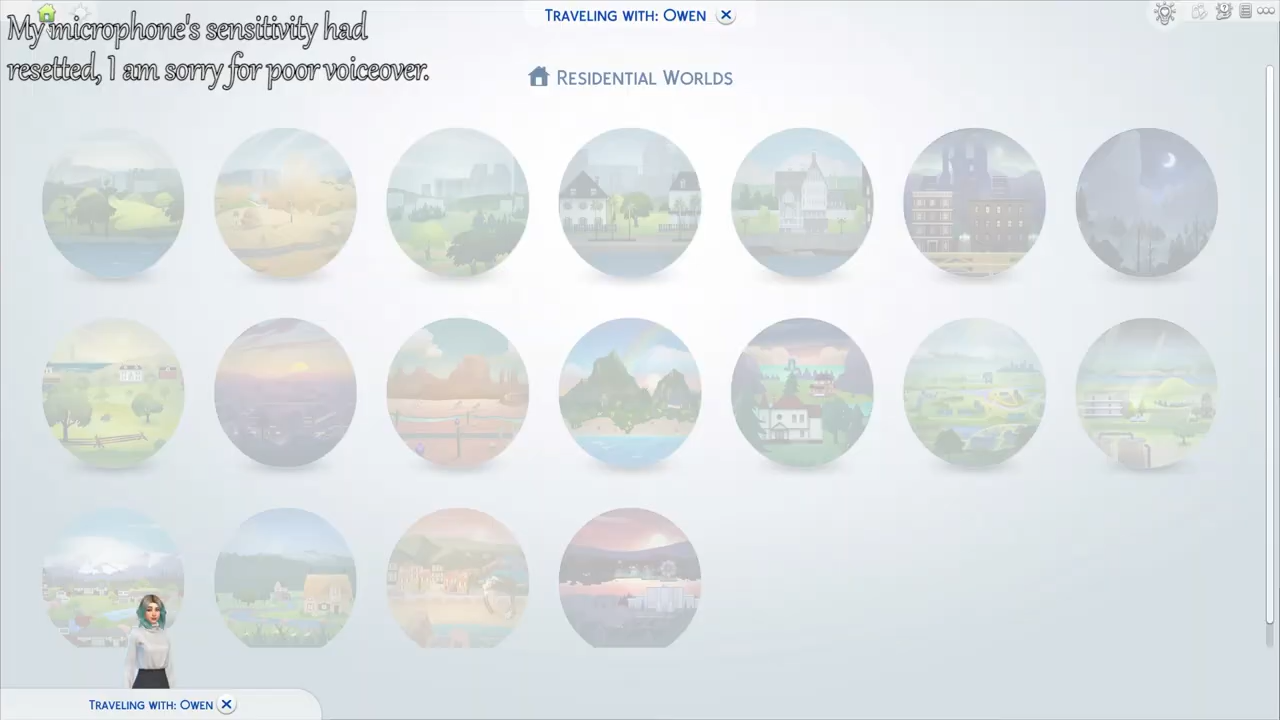 TRAVELING WITH: OWEN
My microphone's sensitivity had
resetted, I am sorry for poor voiceover.
RESIDENTIAL WORLDS
TRAVELING WITH: OWEN